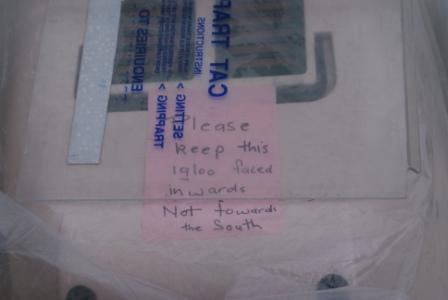 CAT TRAP
INSTRUCTIONS
SETTING >
TRAPPING >
ENQUIRIES TO
Please
keep this
igloo faced
inwards
Not towards
the South